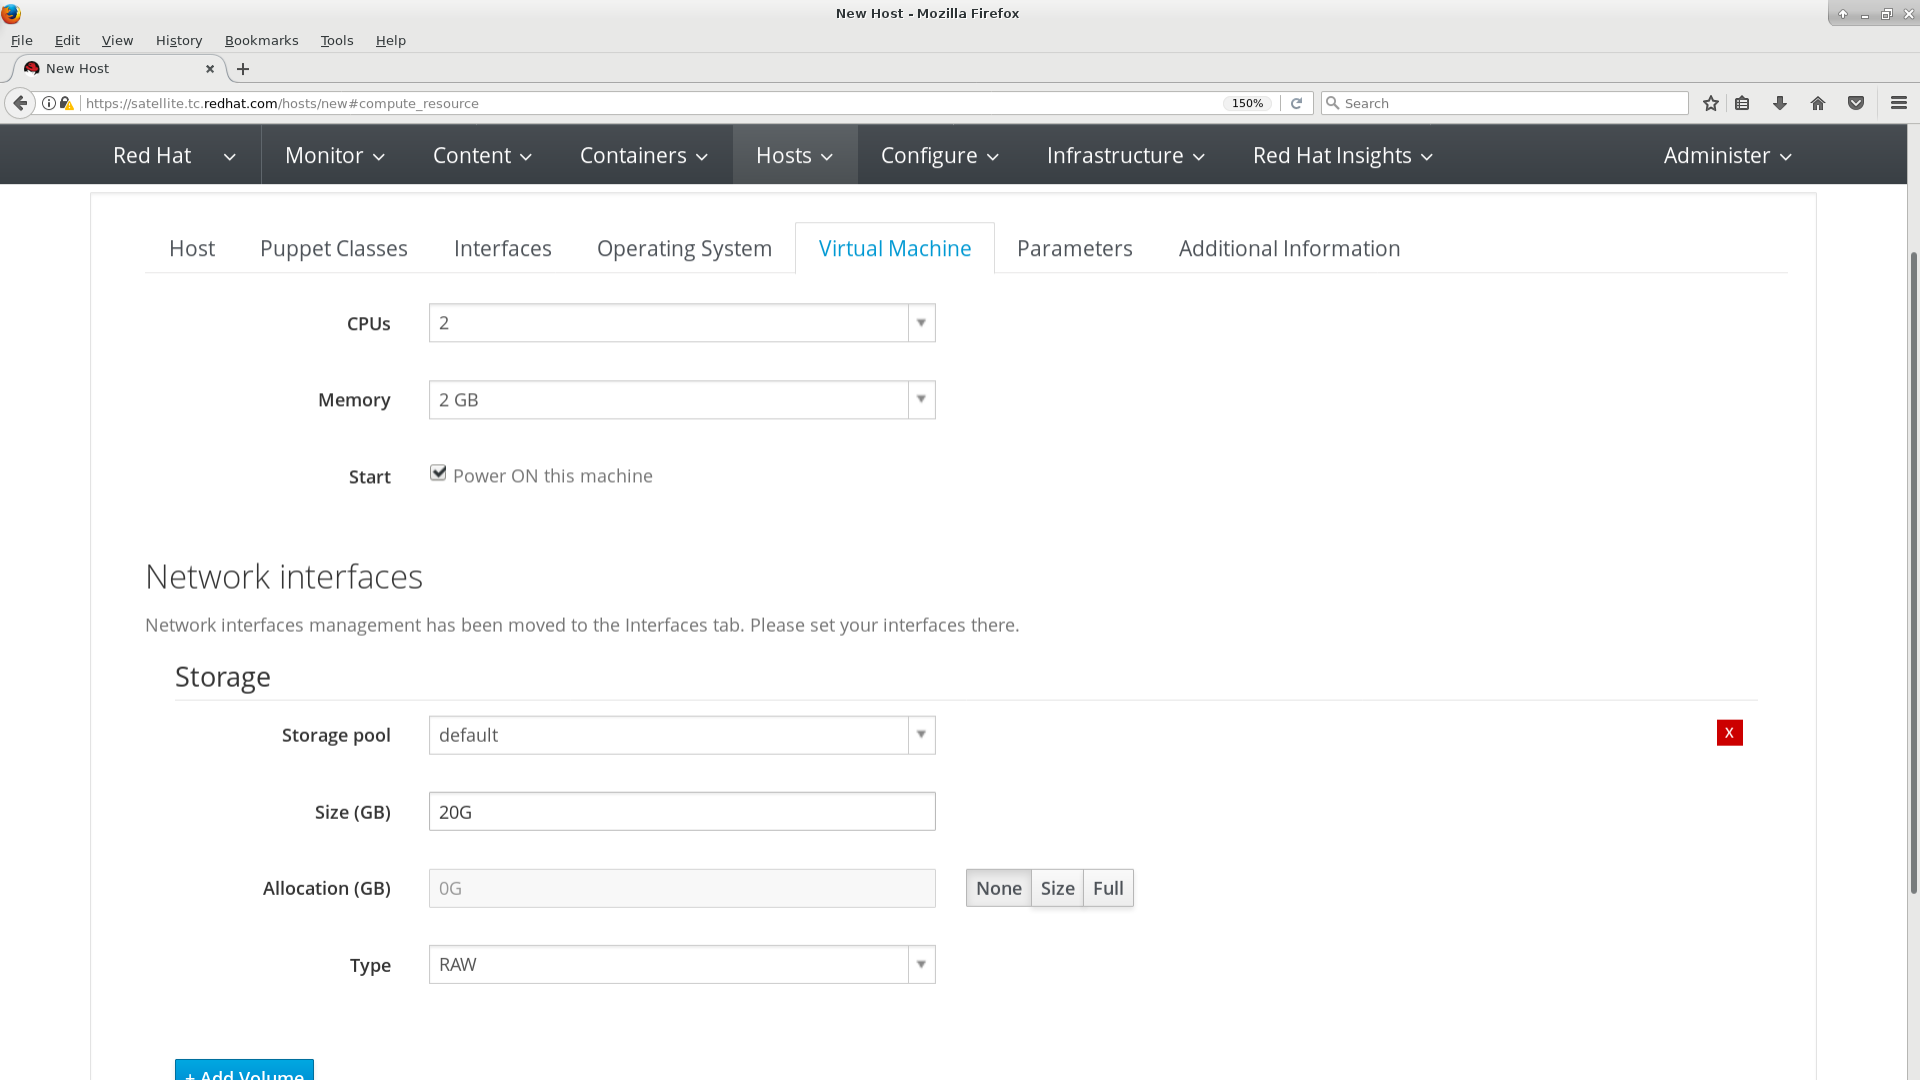 New Host - Mozilla Firefox
File Edit View History Bookmarks Tools Help
New Host
https://satellite.tc.redhat.com/hosts/new#compute_resource 150% Search
Red Hat Monitor Content Containers Hosts Configure Infrastructure Red Hat Insights Administer
Host Puppet Classes Interfaces Operating System Virtual Machine Parameters Additional Information
CPUs 2
Memory 2 GB
Start Power ON this machine
Network interfaces
Network interfaces management has been moved to the Interfaces tab. Please set your interfaces there.
Storage
Storage pool default X
Size (GB) 20G
Allocation (GB) 0G None Size Full
Type RAW
+ Add Volume